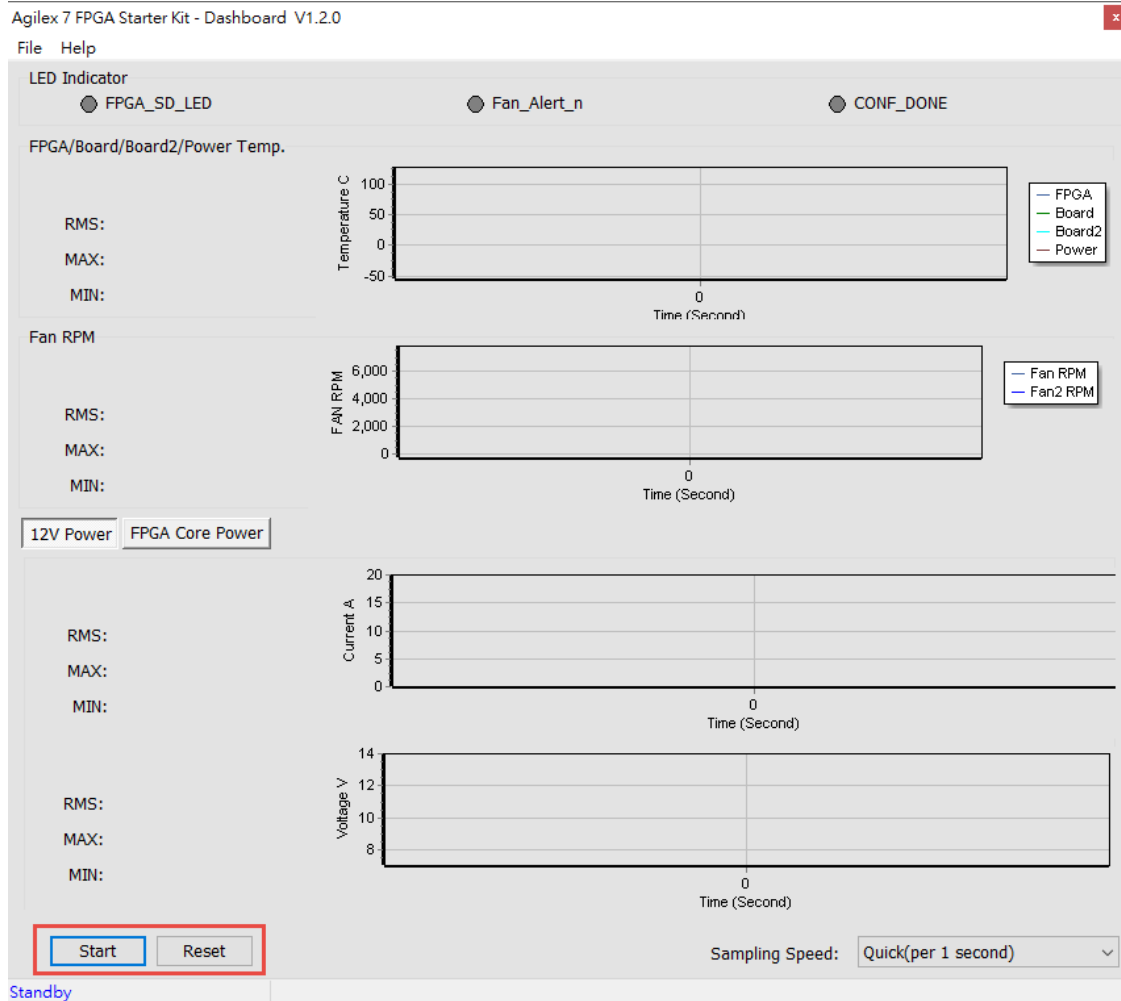 Agilex 7 FPGA Starter Kit - Dashboard V1.2.0
x
File Help
LED Indicator
FPGA_SD_LED Fan_Alert_n CONF_DONE
FPGA/Board/Board2/Power Temp.
RMS:
MAX:
MIN:
Temperature C
100
50
0
-50
0
Time (Second)
FPGA
Board
Board2
Power
Fan RPM
RMS:
MAX:
MIN:
FAN RPM
6,000
4,000
2,000
0
0
Time (Second)
Fan RPM
Fan2 RPM
12V Power FPGA Core Power
RMS:
MAX:
MIN:
Current A
20
15
10
5
0
0
Time (Second)
RMS:
MAX:
MIN:
Voltage V
14
12
10
8
0
Time (Second)
Start Reset
Sampling Speed: Quick(per 1 second)
Standby